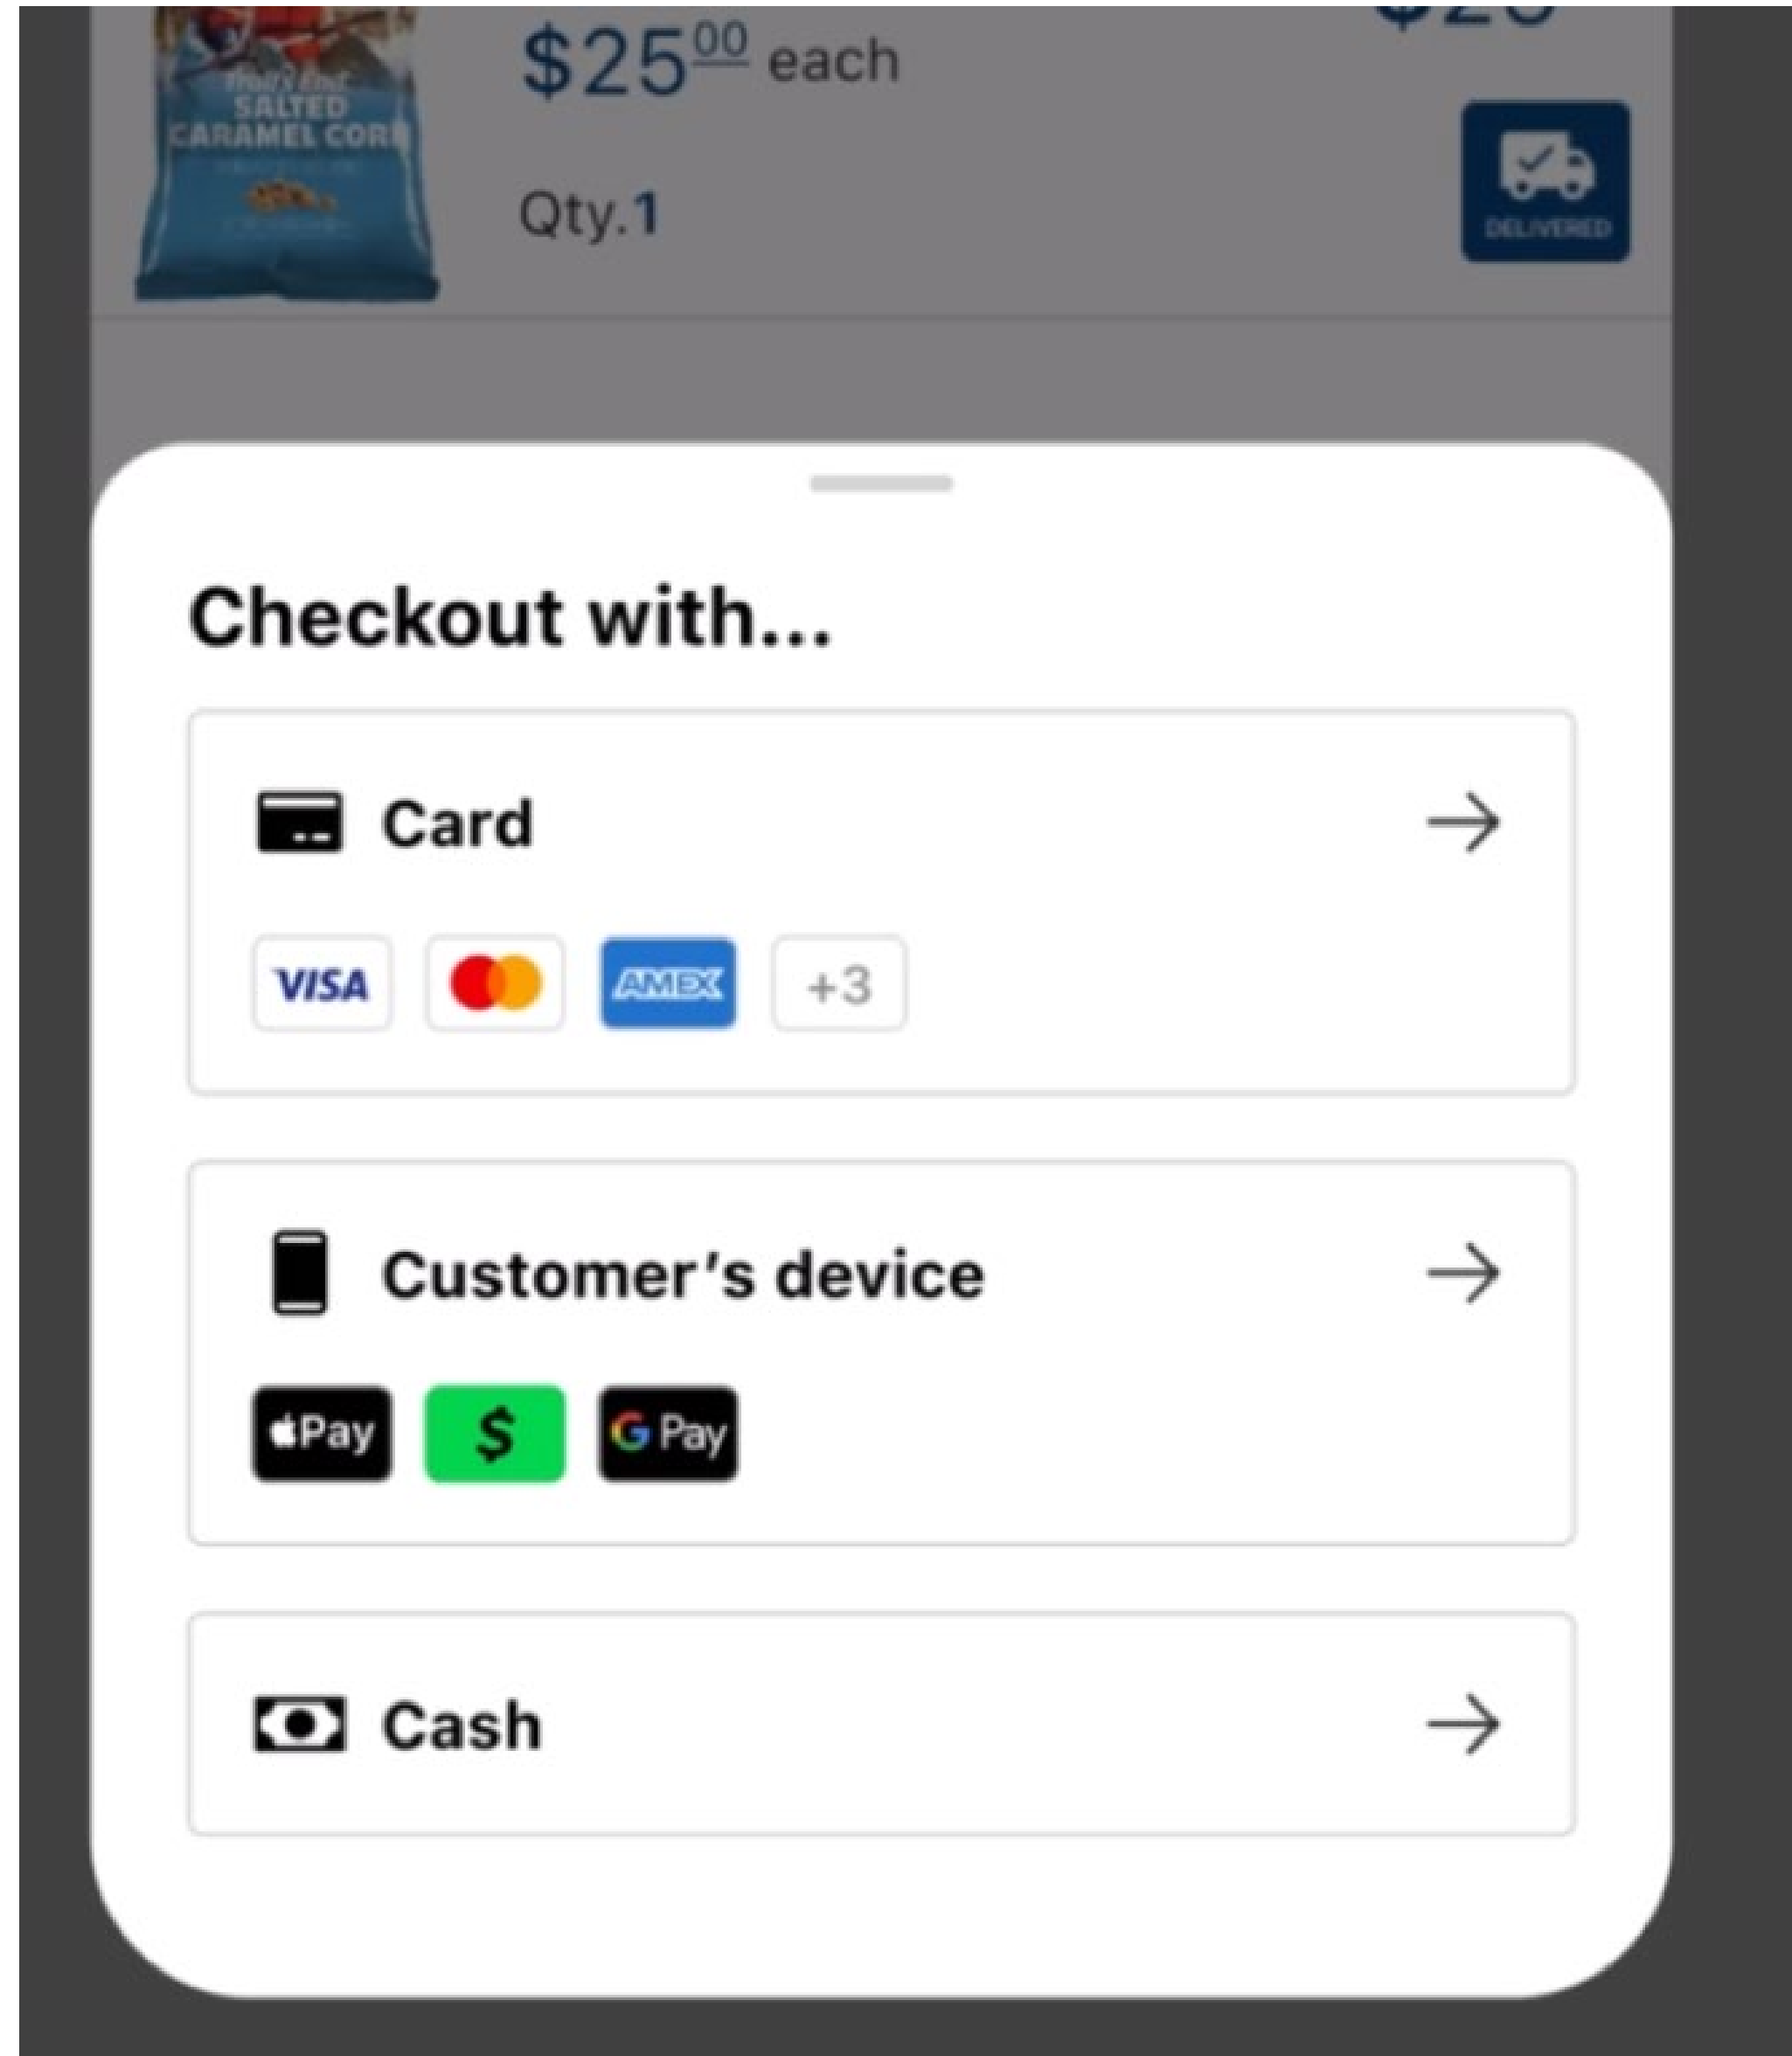 $25
$25⁰⁰ each
SALTED
CARAMEL CORN
Qty. 1
DELIVERED
Checkout with...
Card
VISA
AMEX
+3
Customer’s device
Pay
$
G Pay
Cash